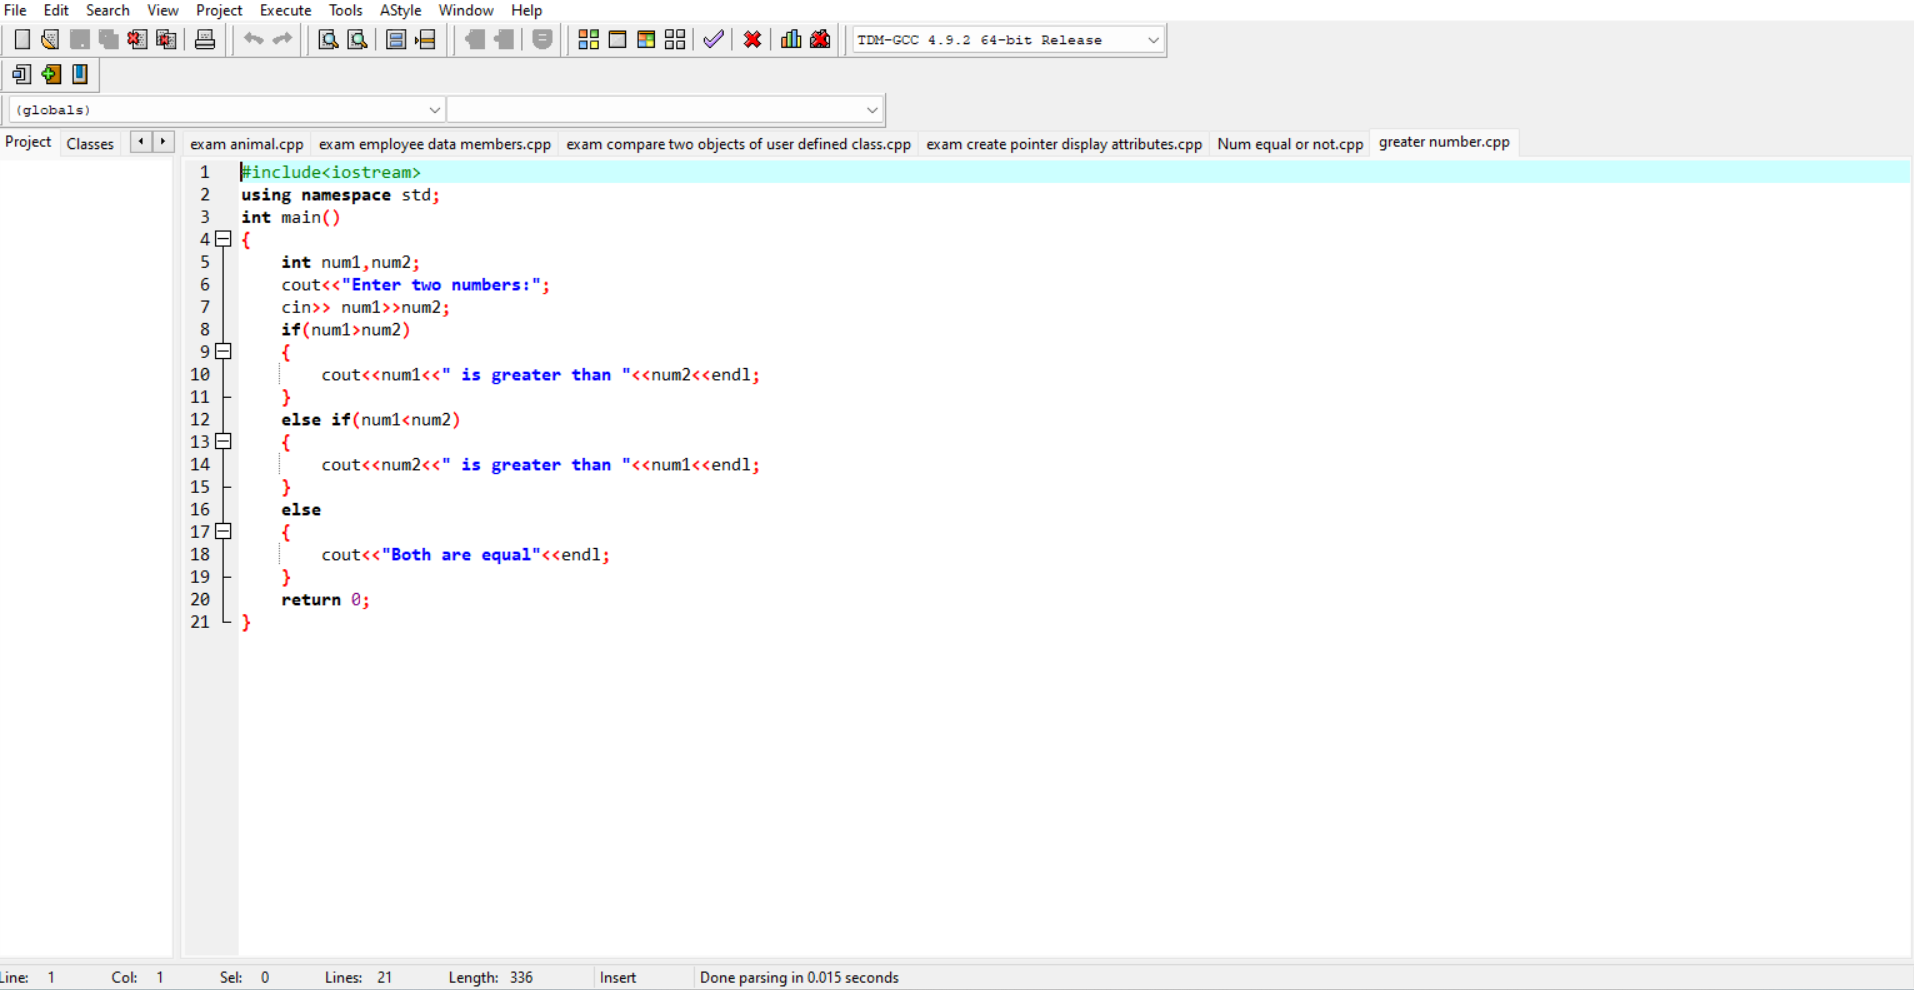 File Edit Search View Project Execute Tools AStyle Window Help
TDM-GCC 4.9.2 64-bit Release
(globals)
Project Classes exam animal.cpp exam employee data members.cpp exam compare two objects of user defined class.cpp exam create pointer display attributes.cpp Num equal or not.cpp greater number.cpp
1 #include<iostream>
2 using namespace std;
3 int main()
4 {
5 int num1,num2;
6 cout<<"Enter two numbers:";
7 cin>> num1>>num2;
8 if(num1>num2)
9 {
10 cout<<num1<<" is greater than "<<num2<<endl;
11 }
12 else if(num1<num2)
13 {
14 cout<<num2<<" is greater than "<<num1<<endl;
15 }
16 else
17 {
18 cout<<"Both are equal"<<endl;
19 }
20 return 0;
21 }
Line: 1 Col: 1 Sel: 0 Lines: 21 Length: 336 Insert Done parsing in 0.015 seconds